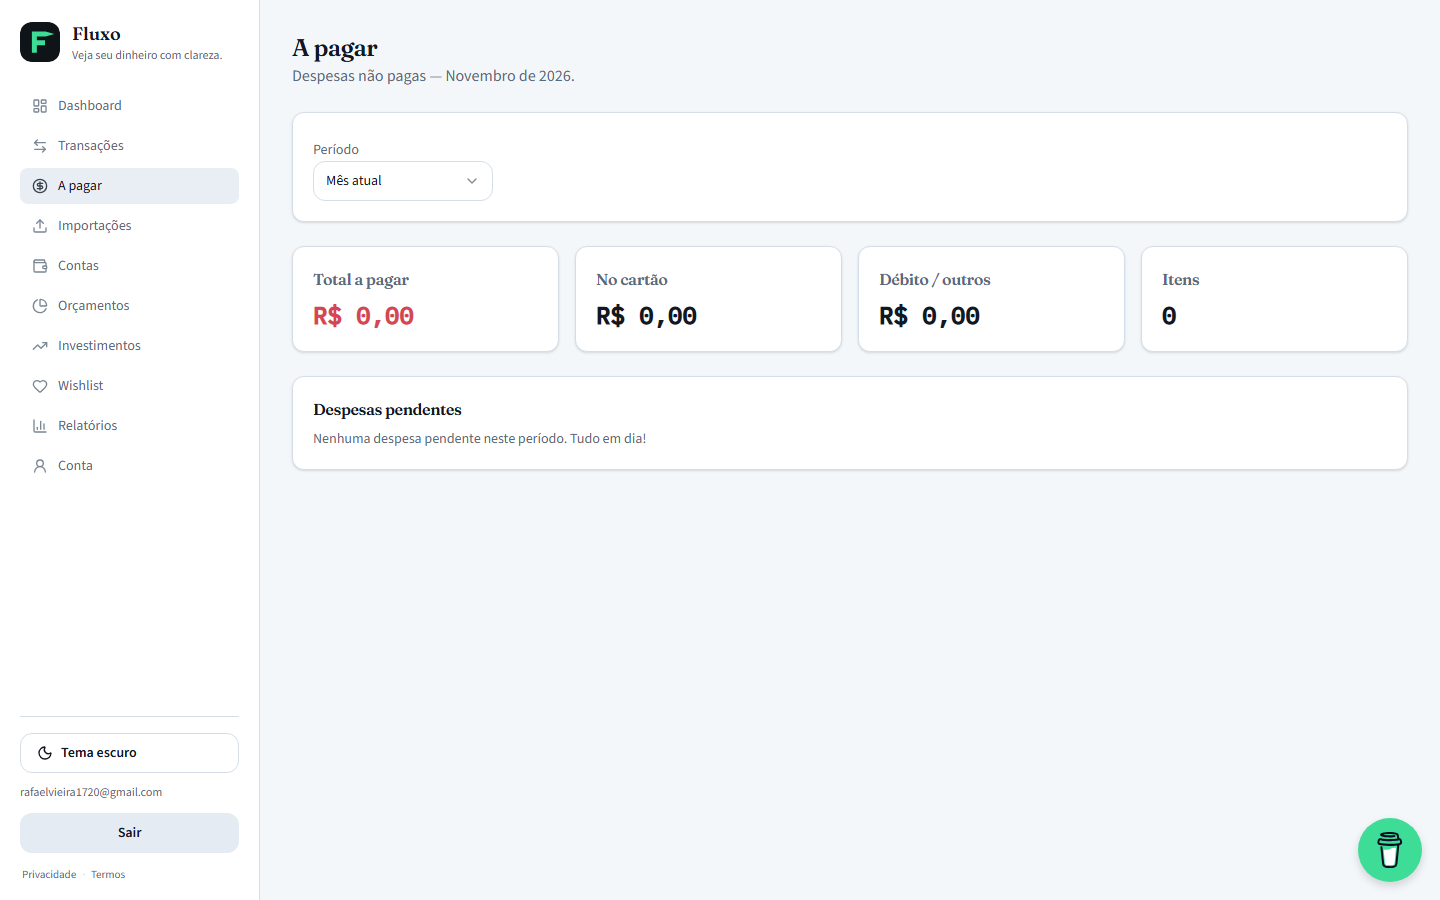 Fluxo
Veja seu dinheiro com clareza.
Dashboard
Transações
A pagar
Importações
Contas
Orçamentos
Investimentos
Wishlist
Relatórios
Conta
Tema escuro
rafaelvieira1720@gmail.com
Sair
Privacidade · Termos
A pagar
Despesas não pagas — Novembro de 2026.
Período
Mês atual
Total a pagar
R$ 0,00
No cartão
R$ 0,00
Débito / outros
R$ 0,00
Itens
0
Despesas pendentes
Nenhuma despesa pendente neste período. Tudo em dia!